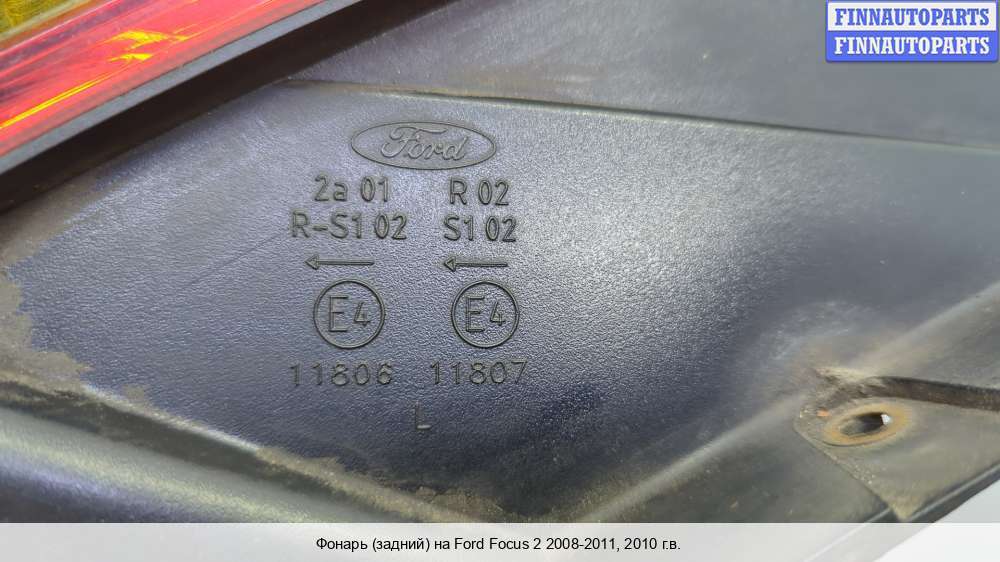 FINNAUTOPARTS
FINNAUTOPARTS
Ford
2a 01 R 02
R-S1 02 S1 02
E4 E4
11806 11807
L
Фонарь (задний) на Ford Focus 2 2008-2011, 2010 г.в.